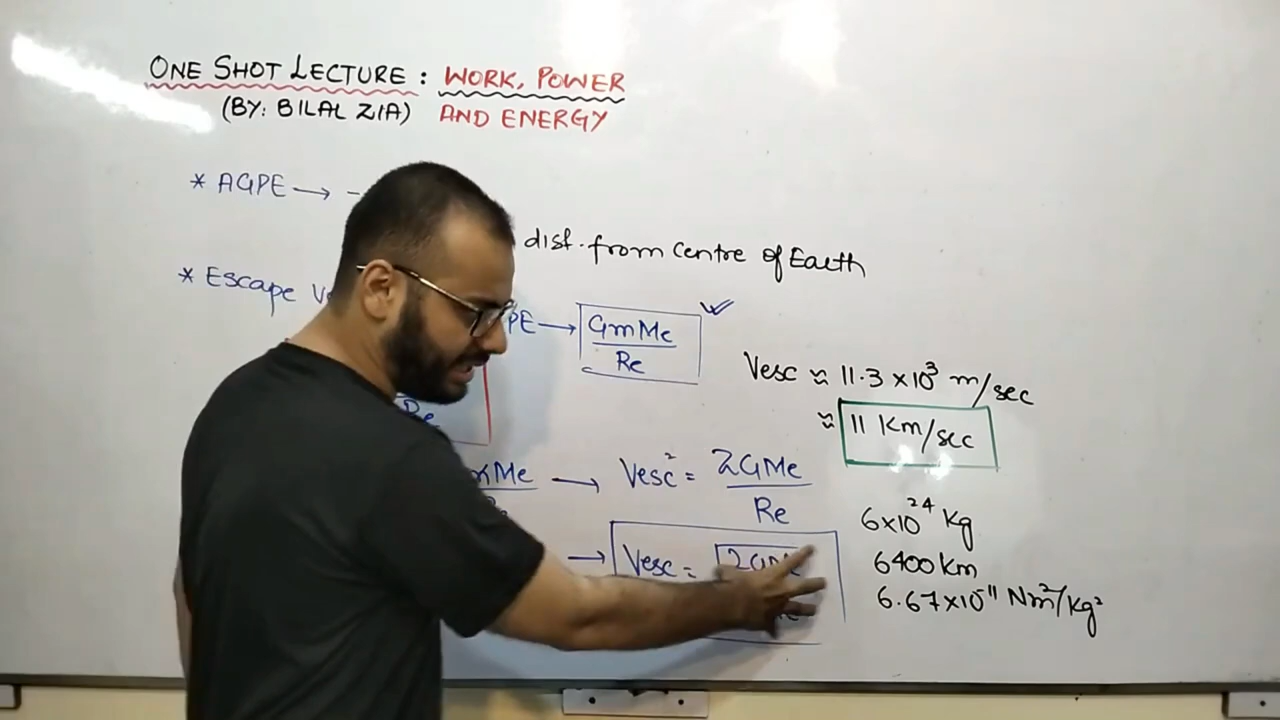 ONE SHOT LECTURE: WORK, POWER
(BY: BILAL ZIA) AND ENERGY
* AGPE → -
dist. from Centre of Earth
* Escape
PE → GmMe
Re
Vesc ≈ 11.3 × 10³ m/sec
≈ 11 Km/sec
Re
Me → Vesc² = 2GMe
Re
6×10²⁴ Kg
→ Vesc =
6400 Km
6.67×10⁻¹¹ Nm²/Kg²